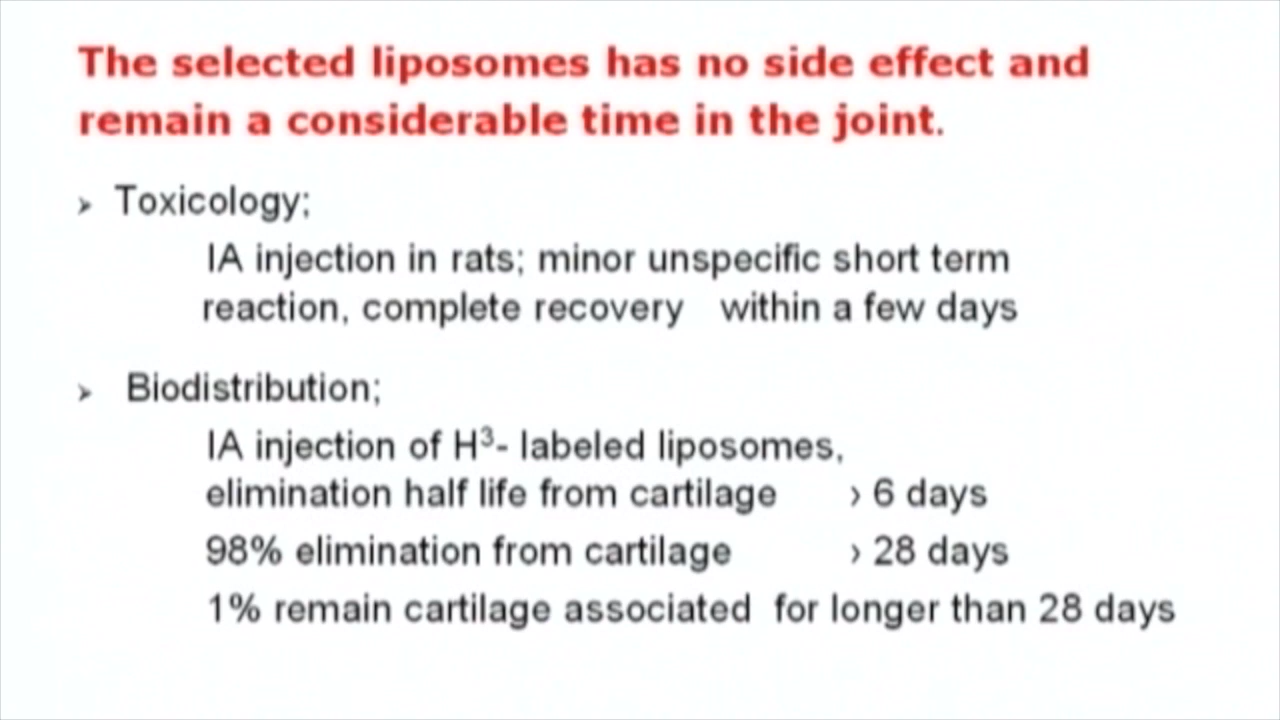 The selected liposomes has no side effect and
remain a considerable time in the joint.
➢ Toxicology;
IA injection in rats; minor unspecific short term
reaction, complete recovery within a few days
➢ Biodistribution;
IA injection of H³- labeled liposomes,
elimination half life from cartilage › 6 days
98% elimination from cartilage › 28 days
1% remain cartilage associated for longer than 28 days